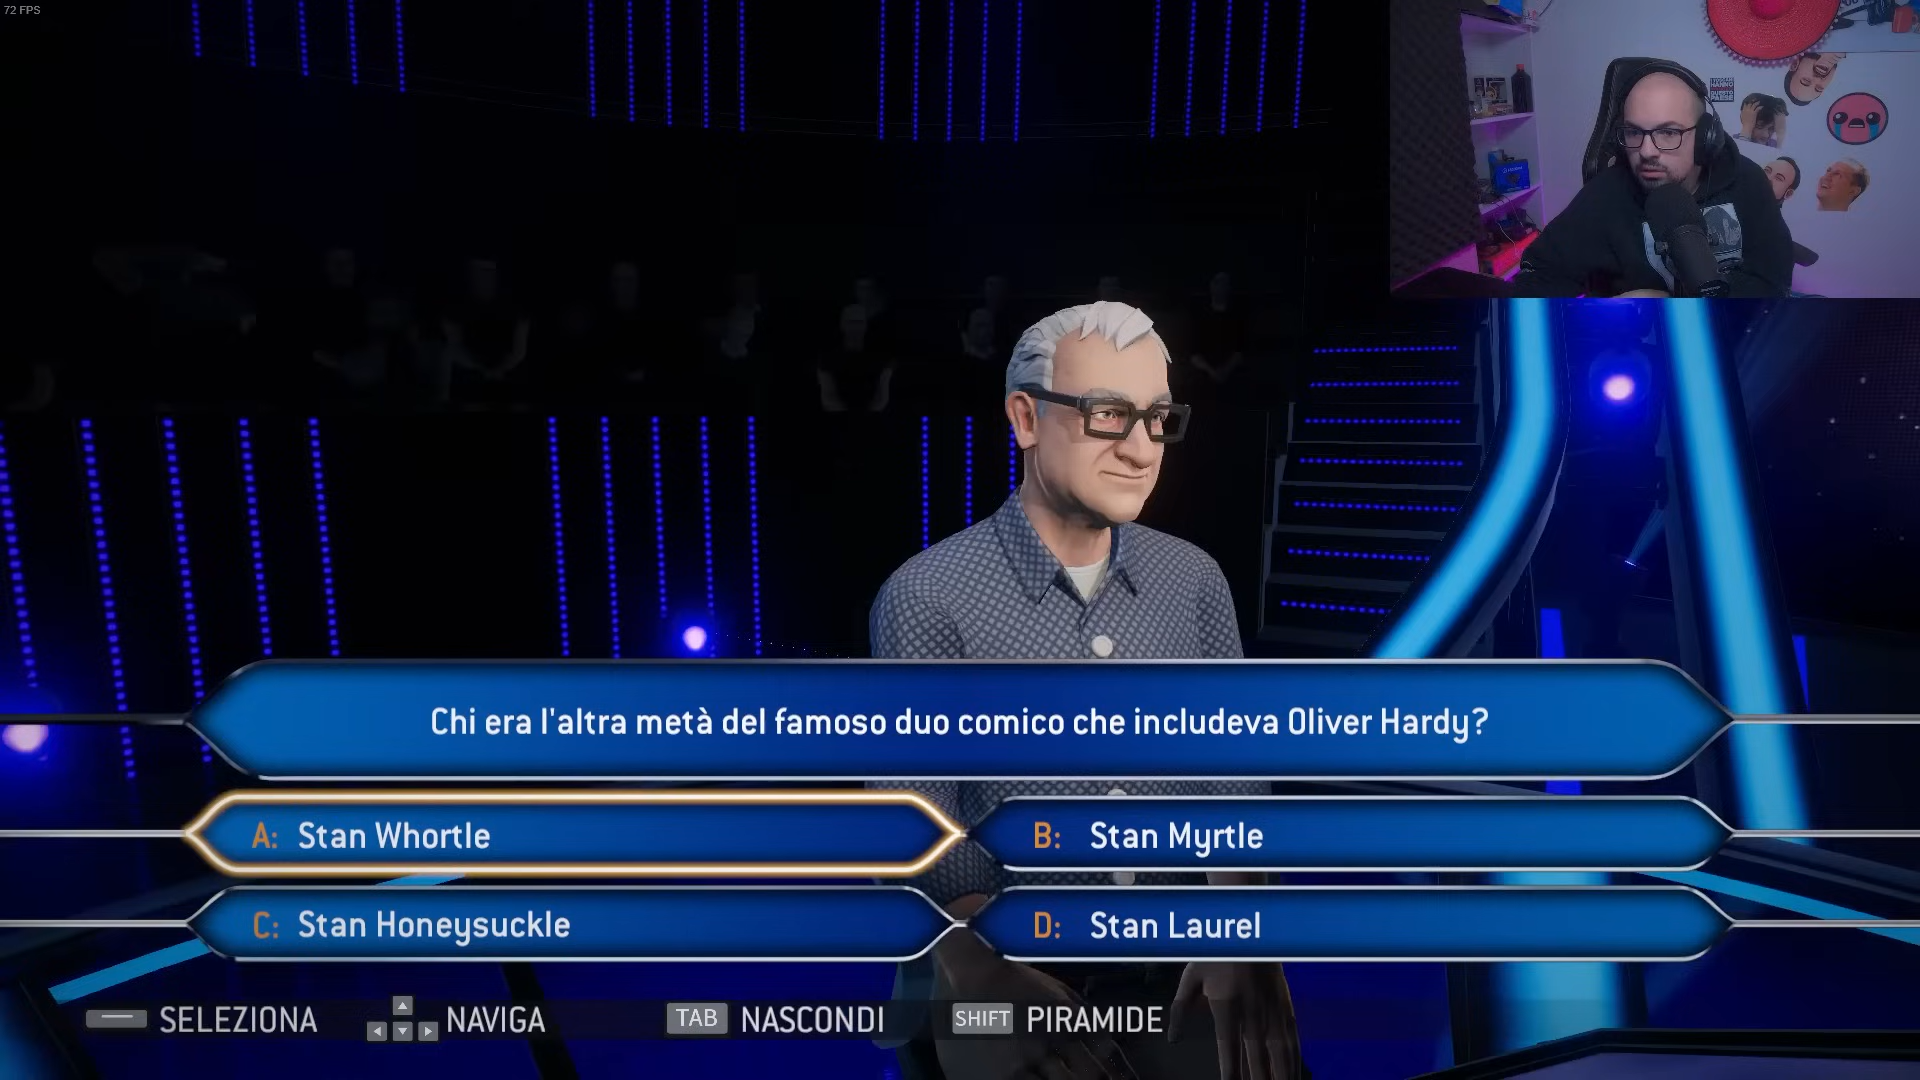 72 FPS
Chi era l'altra metà del famoso duo comico che includeva Oliver Hardy?
A: Stan Whortle
B: Stan Myrtle
C: Stan Honeysuckle
D: Stan Laurel
SELEZIONA NAVIGA TAB NASCONDI SHIFT PIRAMIDE